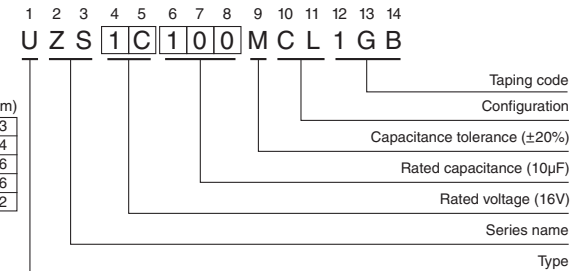 1 2 3 4 5 6 7 8 9 10 11 12 13 14
U Z S 1 C 1 0 0 M C L 1 G B
Taping code
Configuration
Capacitance tolerance (±20%)
Rated capacitance (10µF)
Rated voltage (16V)
Series name
Type
m)
3
4
6
6
2